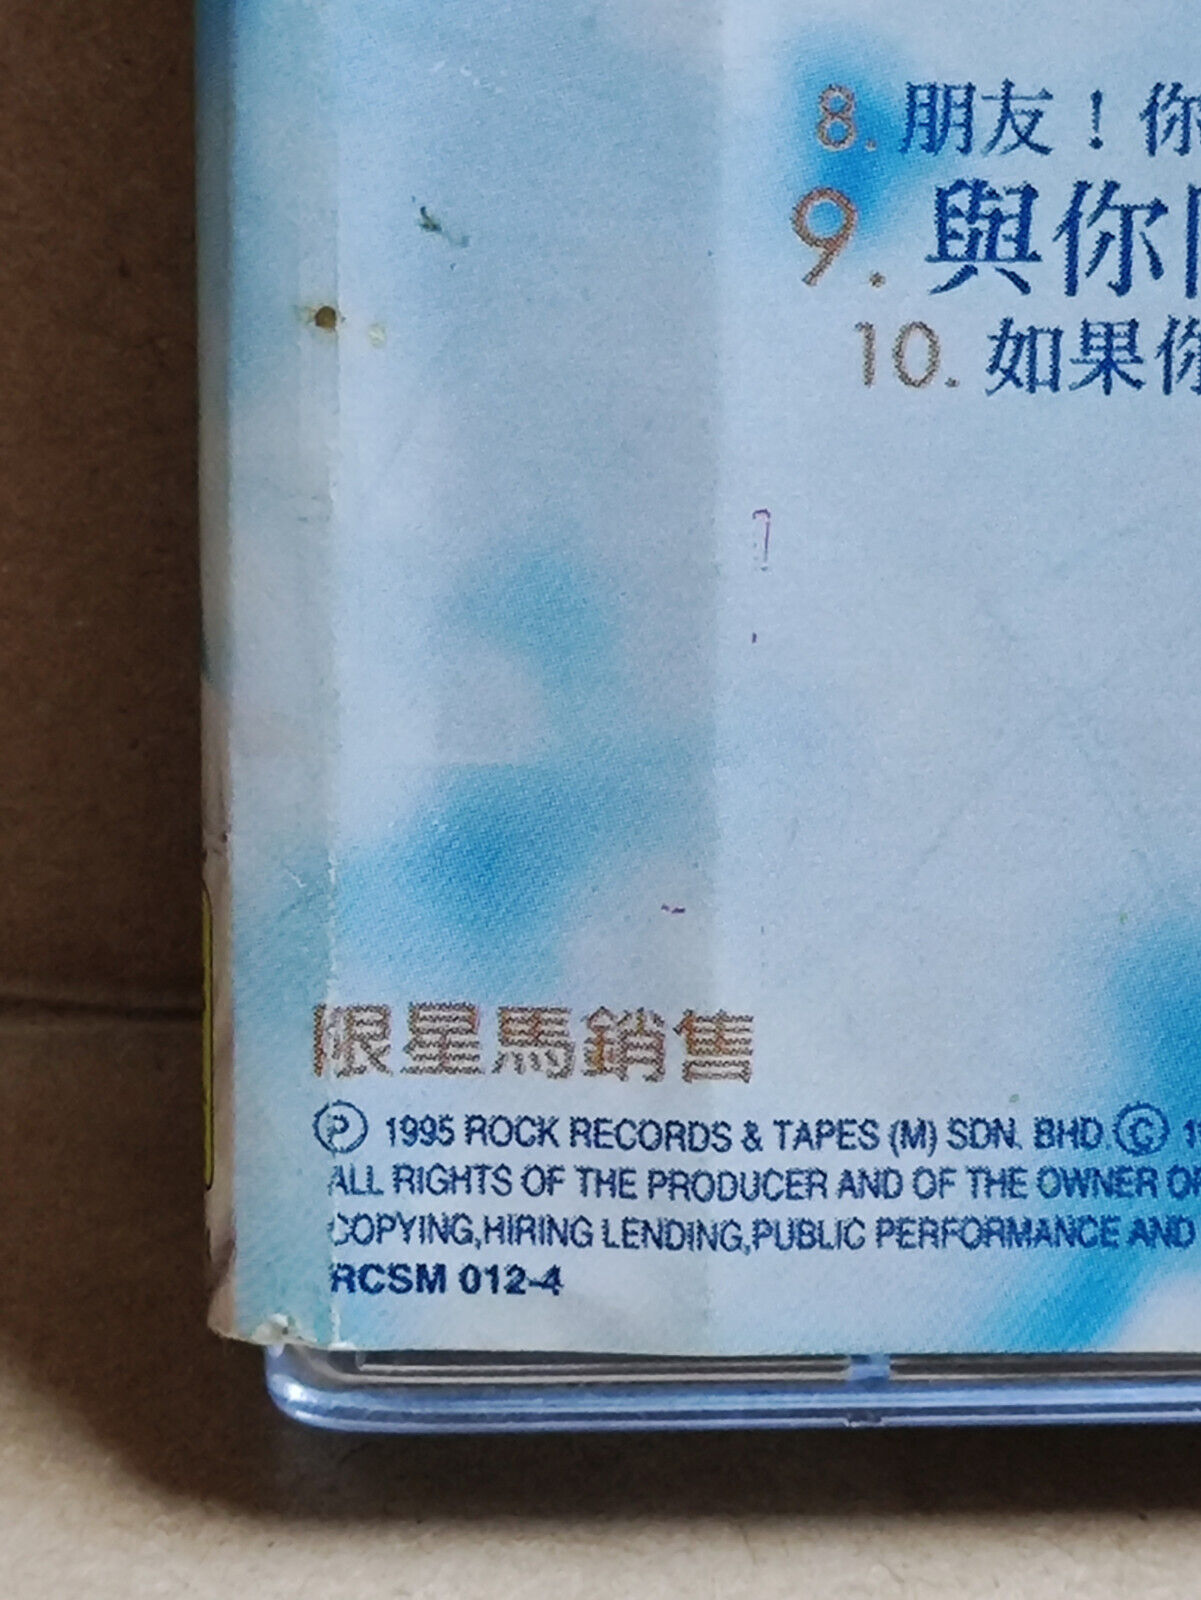 8. 朋友！你
9. 與你
10. 如果你
限星馬銷售
Ⓟ 1995 ROCK RECORDS & TAPES (M) SDN. BHD. Ⓒ 1
ALL RIGHTS OF THE PRODUCER AND OF THE OWNER
COPYING,HIRING LENDING,PUBLIC PERFORMANCE AND
RCSM 012-4